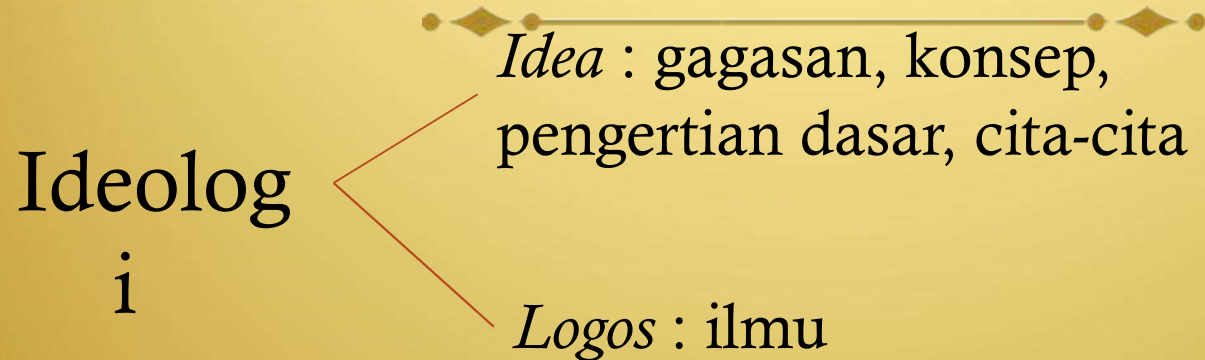 Ideolog
i
Idea : gagasan, konsep,
pengertian dasar, cita-cita
Logos : ilmu